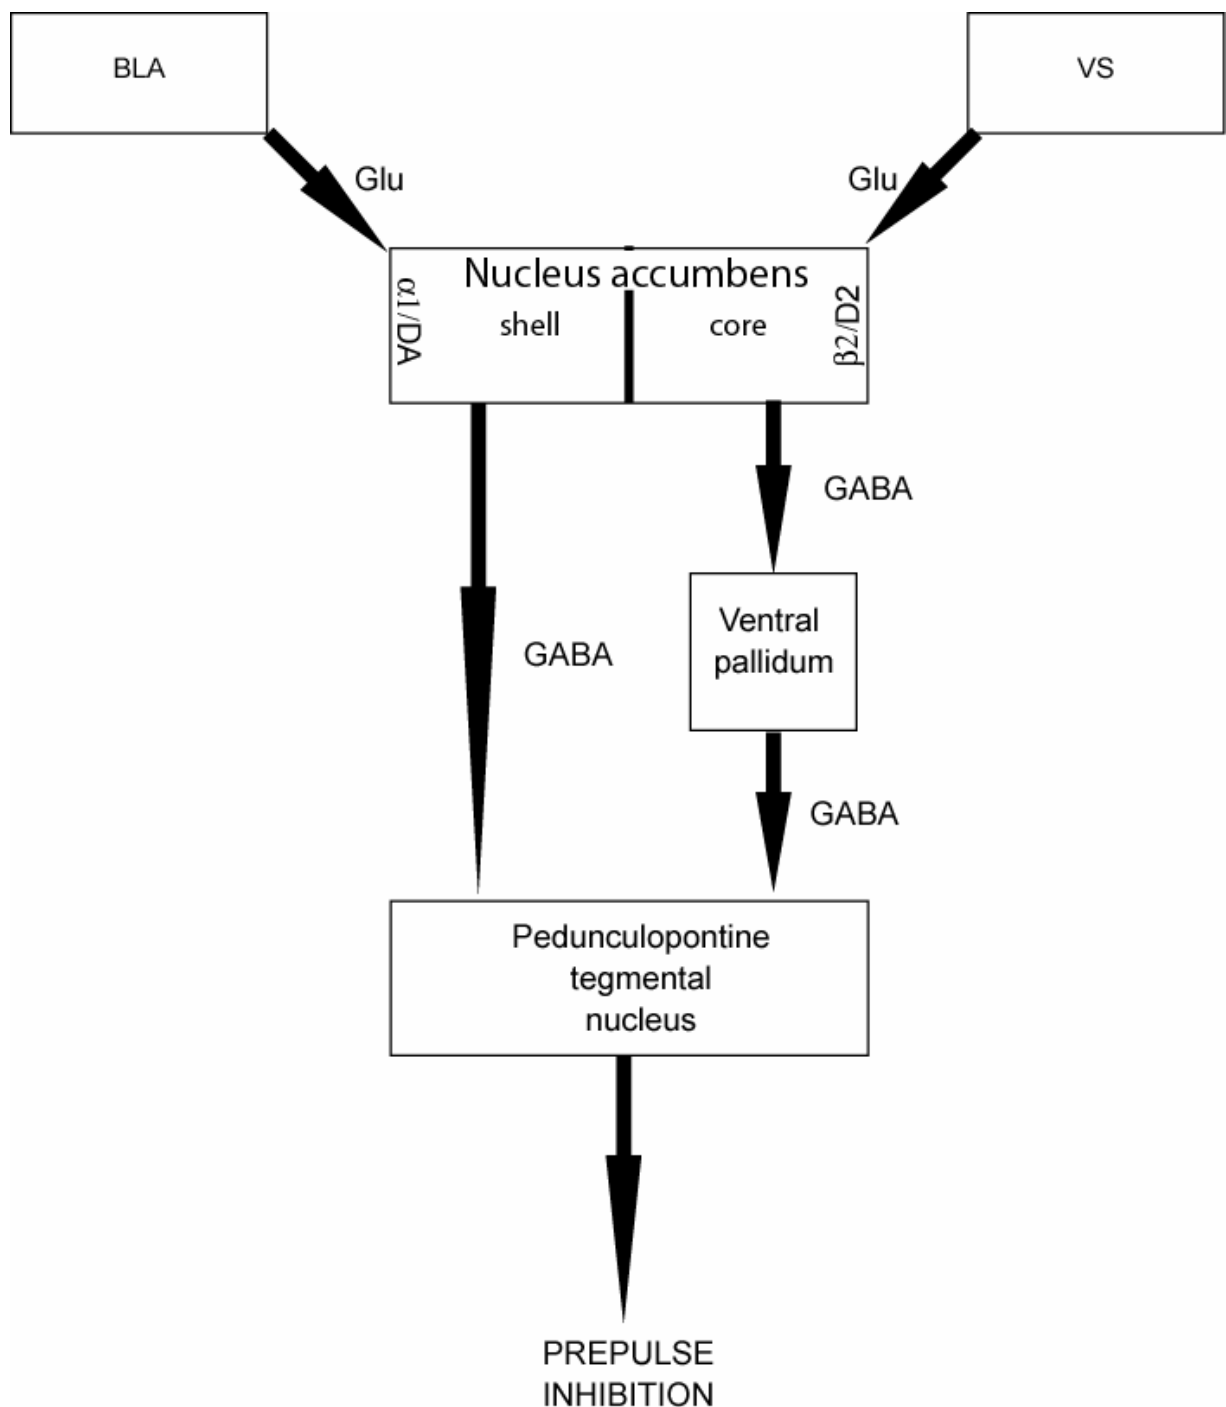 BLA
VS
Glu
Glu
Nucleus accumbens
α1/DA
shell
core
β2/D2
GABA
GABA
Ventral
pallidum
GABA
Pedunculopontine
tegmental
nucleus
PREPULSE
INHIBITION